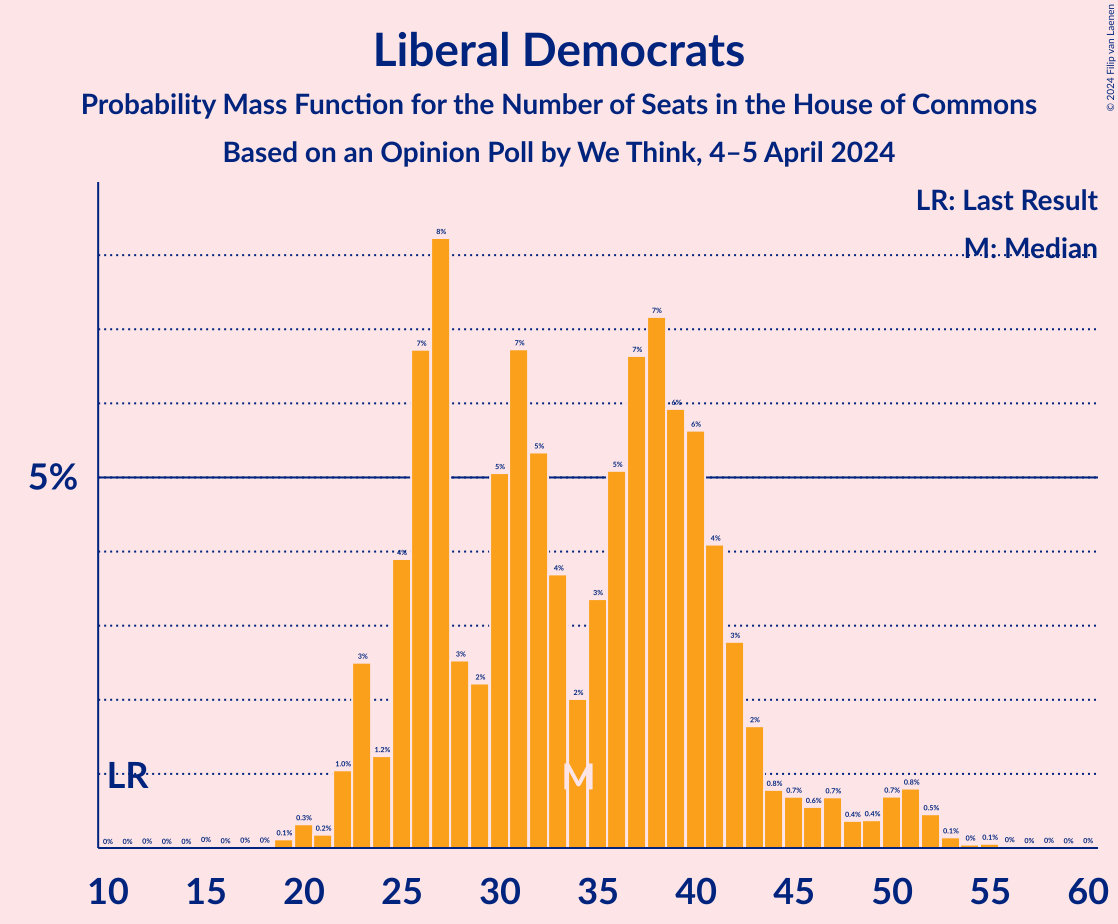 Liberal Democrats
Probability Mass Function for the Number of Seats in the House of Commons
Based on an Opinion Poll by We Think, 4–5 April 2024
© 2024 Filip van Laenen
LR: Last Result
M: Median
5%
LR
M
0% 0% 0% 0% 0% 0% 0% 0% 0% 0.1% 0.3% 0.2% 1.0% 3% 1.2% 4% 7% 8% 3% 2% 5% 7% 5% 4% 2% 3% 5% 7% 7% 6% 6% 4% 3% 2% 0.8% 0.7% 0.6% 0.7% 0.4% 0.4% 0.7% 0.8% 0.5% 0.1% 0% 0.1% 0% 0% 0% 0% 0%
10 15 20 25 30 35 40 45 50 55 60